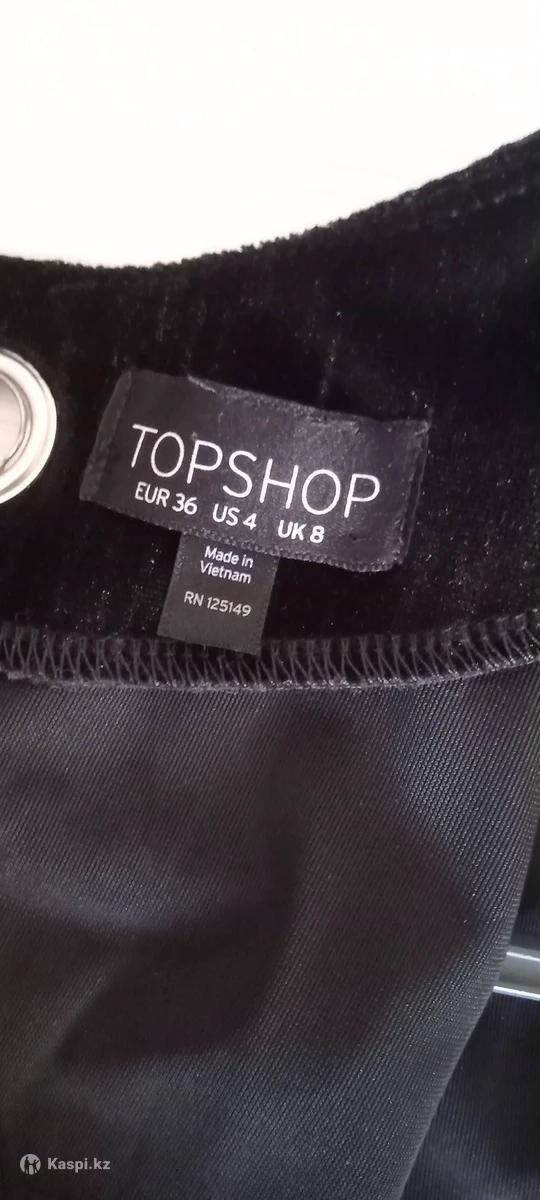 TOPSHOP
EUR 36 US 4 UK 8
Made in
Vietnam
RN 125149
Kaspi.kz